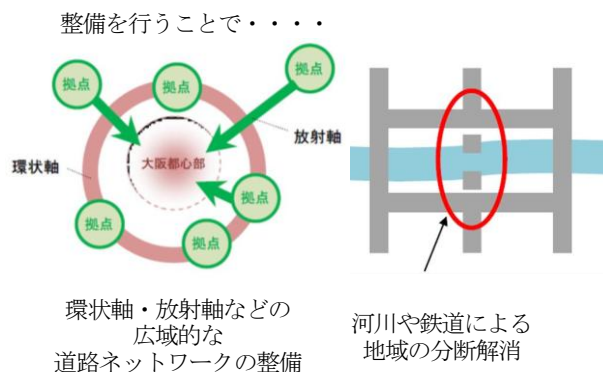 整備を行うことで・・・・
拠点
拠点
拠点
放射軸
環状軸
大阪都心部
拠点
拠点
拠点
環状軸・放射軸などの
広域的な
道路ネットワークの整備
河川や鉄道による
地域の分断解消